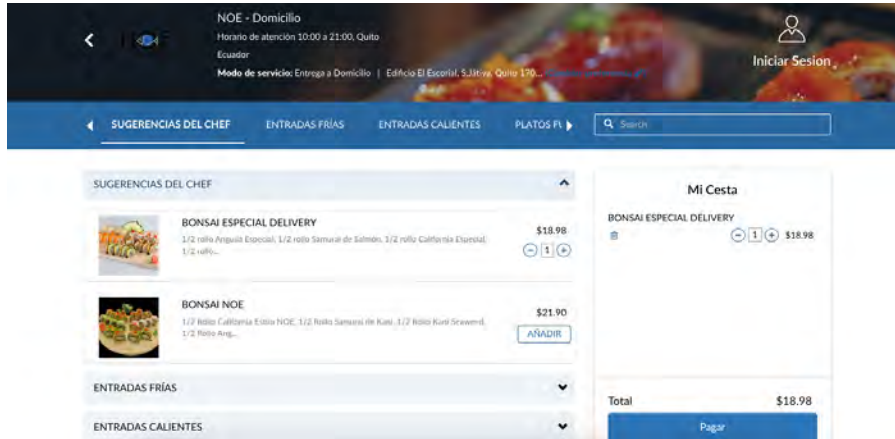 NOE - Domicilio
Horario de atención 10:00 a 21:00, Quito
Ecuador
Modo de servicio: Entrega a Domicilio | Edificio El Escorial, S.Játiva, Quito 170...
Iniciar Sesion
SUGERENCIAS DEL CHEF ENTRADAS FRÍAS ENTRADAS CALIENTES PLATOS FU
Search
SUGERENCIAS DEL CHEF
BONSAI ESPECIAL DELIVERY
1/2 rollo Anguila Especial, 1/2 rollo Samurai de Salmón, 1/2 rollo California Especial,
1/2 rollo...
$18.98
1
BONSAI NOE
1/2 Rollo California Estilo NOE, 1/2 Rollo Samurai de Kani, 1/2 Rollo Kani Seaweed,
1/2 Rollo Ang...
$21.90
AÑADIR
ENTRADAS FRÍAS
ENTRADAS CALIENTES
Mi Cesta
BONSAI ESPECIAL DELIVERY
1 $18.98
Total $18.98
Pagar